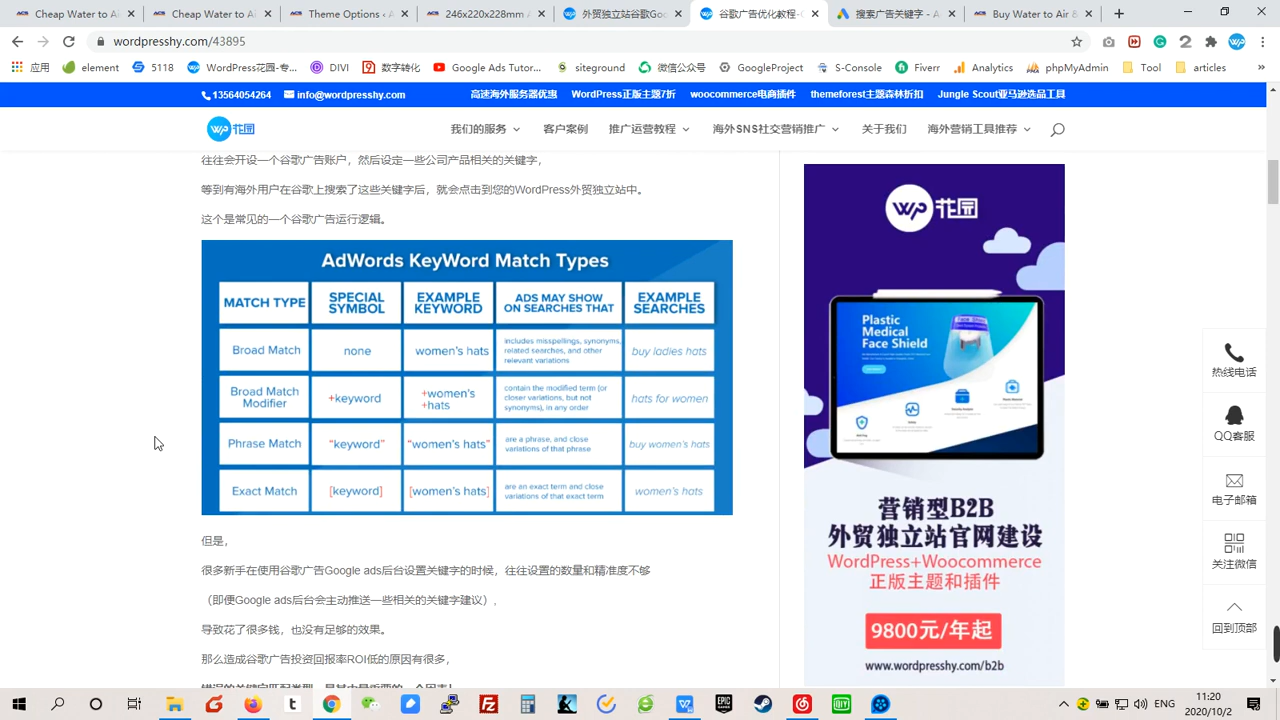 Cheap Water to Air
Theme Options -
246x220x228mm
外贸独立站谷歌Goo
谷歌广告优化教程-
搜索广告关键字 -
Buy Water to Air
wordpresshy.com/43895
应用
element
5118
WordPress花园-专...
DIVI
数字转化
Google Ads Tutor...
siteground
微信公众号
GoogleProject
S-Console
Fiverr
Analytics
phpMyAdmin
Tool
articles
13564054264
info@wordpresshy.com
高速海外服务器优惠
WordPress正版主题7折
woocommerce电商插件
themeforest主题森林折扣
Jungle Scout亚马逊选品工具
WP花园
我们的服务
客户案例
推广运营教程
海外SNS社交营销推广
关于我们
海外营销工具推荐
往往会开设一个谷歌广告账户，然后设定一些公司产品相关的关键字，
等到有海外用户在谷歌上搜索了这些关键字后，就会点击到您的WordPress外贸独立站中。
这个是常见的一个谷歌广告运行逻辑。
AdWords KeyWord Match Types
MATCH TYPE
SPECIAL
SYMBOL
EXAMPLE
KEYWORD
ADS MAY SHOW
ON SEARCHES THAT
EXAMPLE
SEARCHES
Broad Match
none
women's hats
includes misspellings, synonyms,
related searches, and other
relevant variations
buy ladies hats
Broad Match
Modifier
+keyword
+women's
+hats
contain the modified term (or
closer variations, but not
synonyms), in any order
hats for women
Phrase Match
"keyword"
"women's hats"
are a phrase, and close
variations of that phrase
buy women's hats
Exact Match
[keyword]
[women's hats]
are an exact term and close
variations of that exact term
women's hats
但是，
很多新手在使用谷歌广告Google ads后台设置关键字的时候，往往设置的数量和精准度不够
（即使Google ads后台会主动推送一些相关的关键字建议），
导致花了很多钱，也没有足够的效果。
那么造成谷歌广告投资回报率ROI低的原因有很多，
WP花园
Plastic
Medical
Face Shield
营销型B2B
外贸独立站官网建设
WordPress+Woocommerce
正版主题和插件
9800元/年起
www.wordpresshy.com/b2b
热线电话
QQ客服
电子邮箱
关注微信
回到顶部
ENG
11:20
2020/10/2